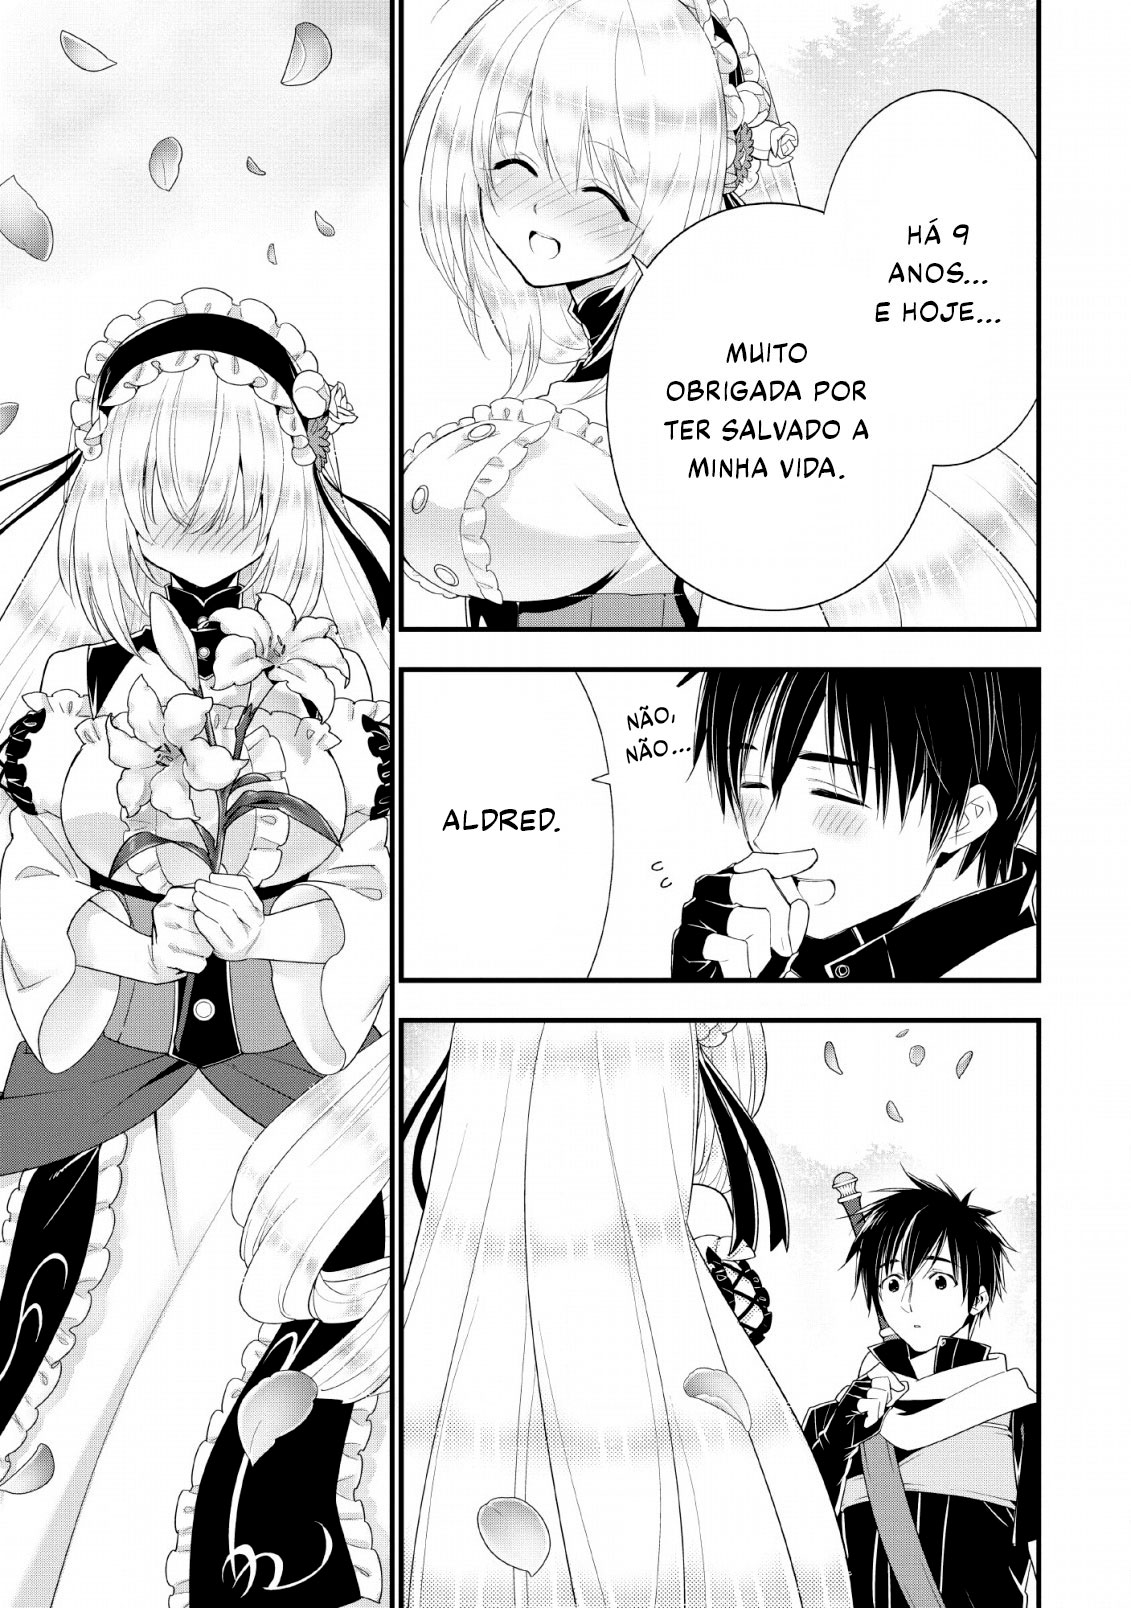 HÁ 9
ANOS...
E HOJE...
MUITO
OBRIGADA POR
TER SALVADO A
MINHA VIDA.
NÃO,
NÃO...
ALDRED.